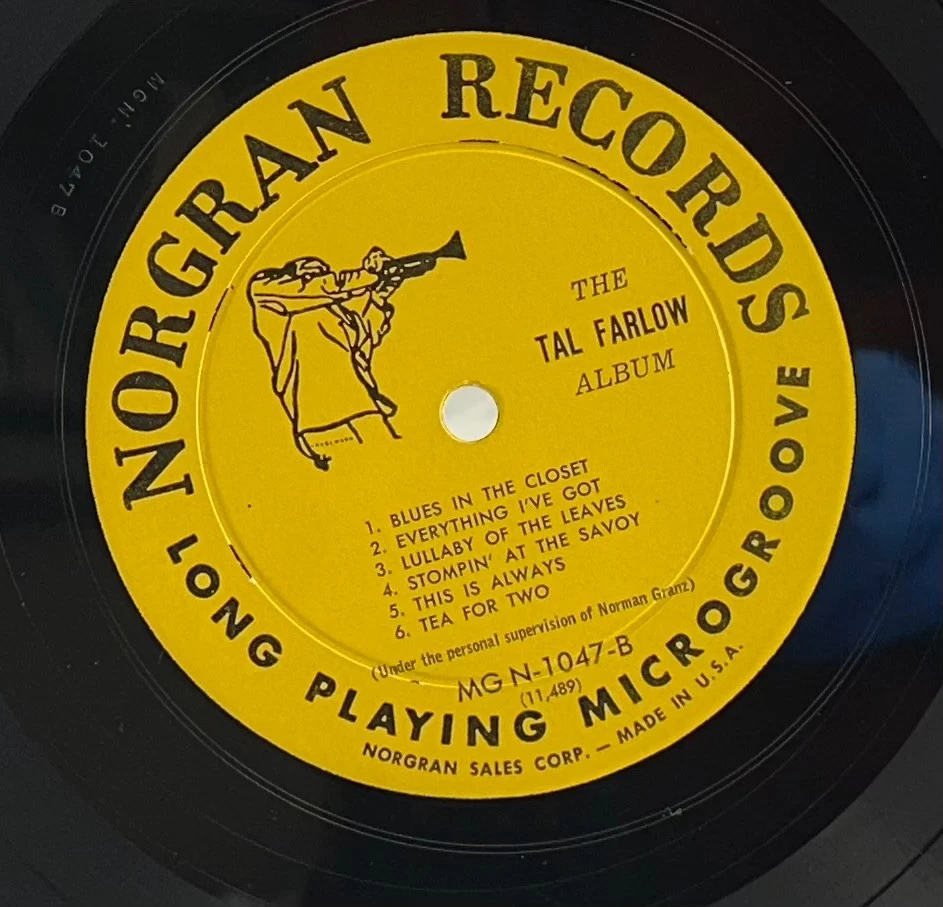 NORGRAN RECORDS
THE
TAL FARLOW
ALBUM
1. BLUES IN THE CLOSET
2. EVERYTHING I'VE GOT
3. LULLABY OF THE LEAVES
4. STOMPIN' AT THE SAVOY
5. THIS IS ALWAYS
6. TEA FOR TWO
(Under the personal supervision of Norman Granz)
MG N-1047-B
(11,489)
LONG PLAYING MICROGROOVE
NORGRAN SALES CORP. — MADE IN U.S.A.
MGN. 1047 B